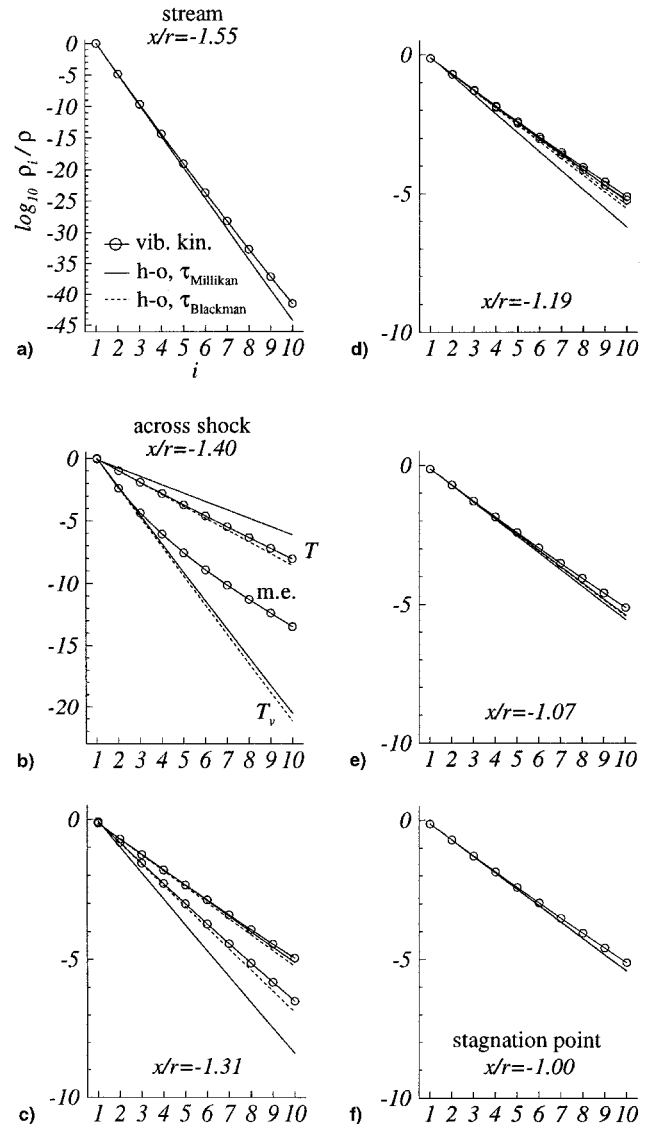 stream
x/r=-1.55
0
-5
-10
-15
-20
-25
-30
-35
-40
-45
log₁₀ ρᵢ / ρ
vib. kin.
h-o, τ_Millikan
h-o, τ_Blackman
1 2 3 4 5 6 7 8 9 10
i
a)
across shock
x/r=-1.40
0
-5
-10
-15
-20
T
m.e.
T_v
1 2 3 4 5 6 7 8 9 10
b)
0
-5
-10
x/r=-1.31
1 2 3 4 5 6 7 8 9 10
c)
0
-5
-10
x/r=-1.19
1 2 3 4 5 6 7 8 9 10
d)
0
-5
-10
x/r=-1.07
1 2 3 4 5 6 7 8 9 10
e)
0
-5
-10
stagnation point
x/r=-1.00
1 2 3 4 5 6 7 8 9 10
f)